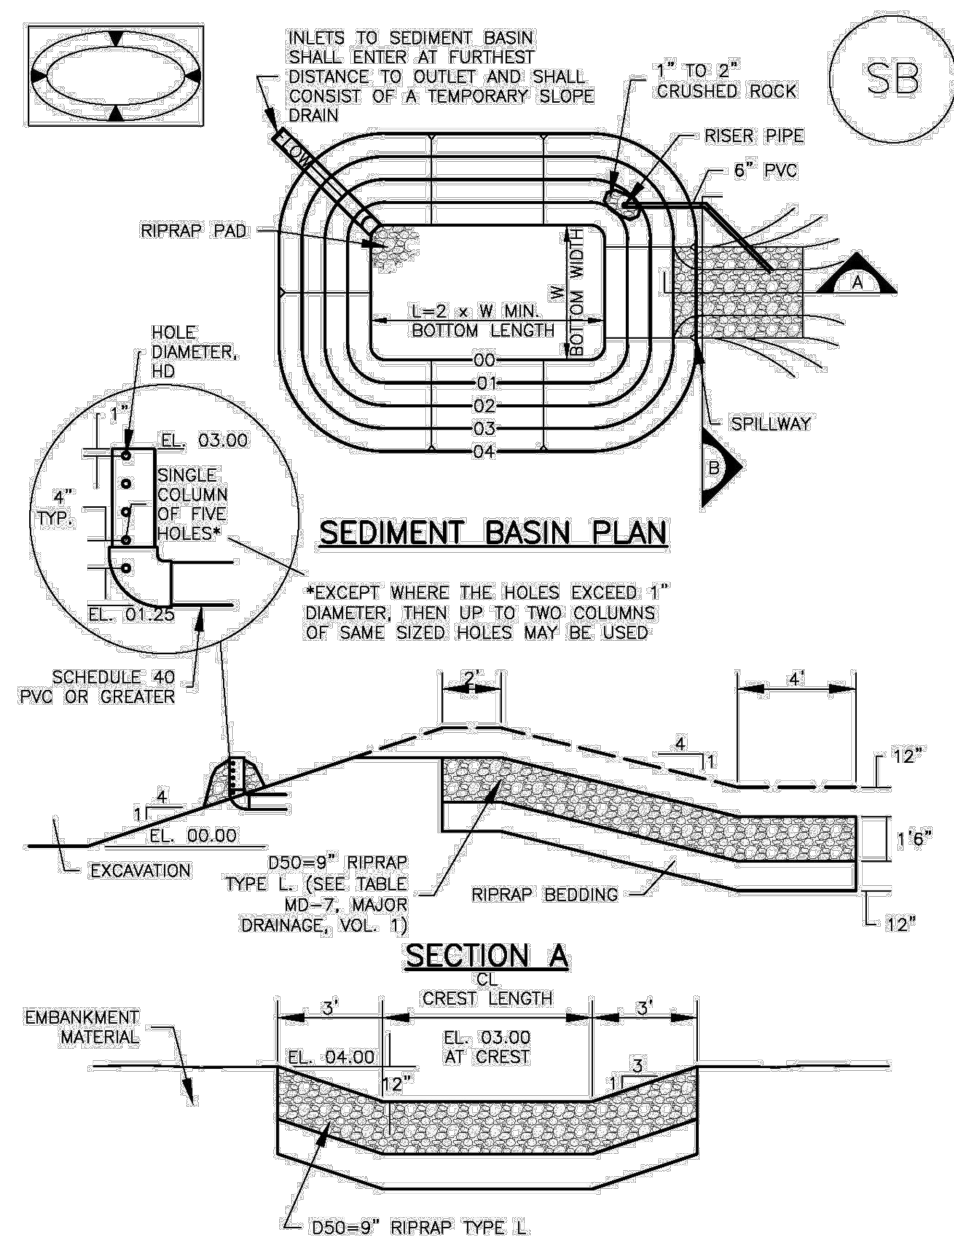 INLETS TO SEDIMENT BASIN
SHALL ENTER AT FURTHEST
DISTANCE TO OUTLET AND SHALL
CONSIST OF A TEMPORARY SLOPE
DRAIN
1" TO 2"
CRUSHED ROCK
SB
RISER PIPE
6" PVC
FLOW
RIPRAP PAD
A
W
BOTTOM WIDTH
L=2 x W MIN.
BOTTOM LENGTH
00
01
02
03
04
SPILLWAY
B
HOLE
DIAMETER,
HD
1"
EL. 03.00
4"
TYP.
SINGLE
COLUMN
OF FIVE
HOLES*
EL. 01.25
SEDIMENT BASIN PLAN
*EXCEPT WHERE THE HOLES EXCEED 1"
DIAMETER, THEN UP TO TWO COLUMNS
OF SAME SIZED HOLES MAY BE USED
SCHEDULE 40
PVC OR GREATER
2'
4'
4
1
12"
4
1
EL. 00.00
1'6"
EXCAVATION
D50=9" RIPRAP
TYPE L. (SEE TABLE
MD-7, MAJOR
DRAINAGE, VOL. 1)
RIPRAP BEDDING
12"
SECTION A
CL
CREST LENGTH
3'
3'
EMBANKMENT
MATERIAL
EL. 04.00
EL. 03.00
AT CREST
12"
3
1
D50=9" RIPRAP TYPE L